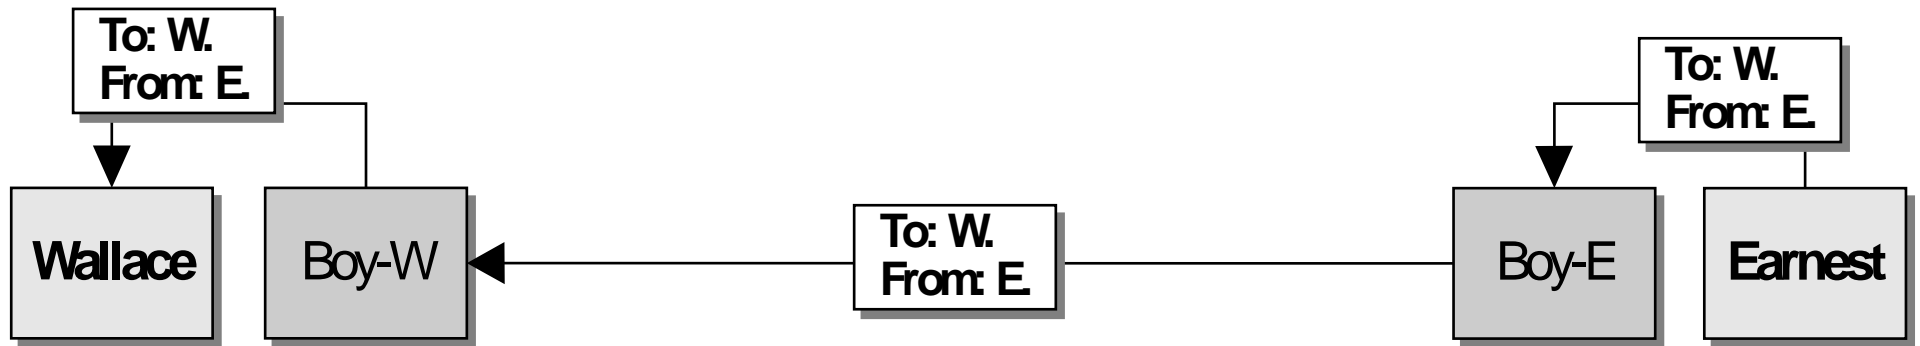 To: W.
From: E.
To: W.
From: E.
Wallace
Boy-W
To: W.
From: E.
Boy-E
Earnest